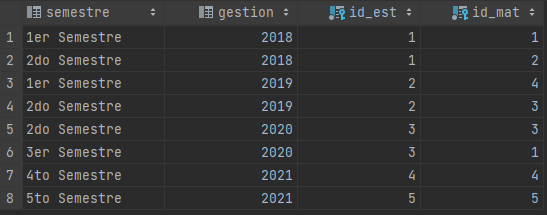 semestre gestion id_est id_mat
1 1er Semestre 2018 1 1
2 2do Semestre 2018 1 2
3 1er Semestre 2019 2 4
4 2do Semestre 2019 2 3
5 2do Semestre 2020 3 3
6 3er Semestre 2020 3 1
7 4to Semestre 2021 4 4
8 5to Semestre 2021 5 5